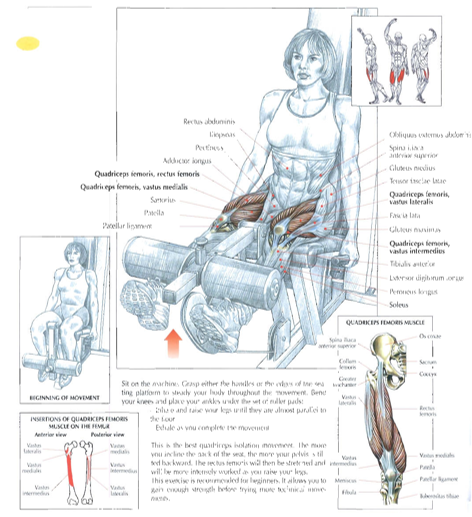 Rectus abdominis
Iliopsoas
Pectineus
Adductor longus
Quadriceps femoris, rectus femoris
Quadriceps femoris, vastus medialis
Sartorius
Patella
Patellar ligament
Obliquus externus abdom
Spina iliaca
anterior superior
Gluteus medius
Tensor fasciae latae
Quadriceps femoris,
vastus lateralis
Fascia lata
Gluteus maximus
Quadriceps femoris,
vastus intermedius
Tibialis anterior
Extensor digitorum longus
Peroneus longus
Soleus
BEGINNING OF MOVEMENT
INSERTIONS OF QUADRICEPS FEMORIS
MUSCLE ON THE FEMUR
Anterior view
Posterior view
Vastus
lateralis
Vastus
medialis
Vastus
intermedius
Vastus
medialis
Vastus
intermedius
Vastus
lateralis
Sit on the machine. Grasp either the handles or the edges of the sea
ting platform to steady your body throughout the movement. Bend
your knees and place your ankles under the set of roller pads:
and raise your legs until they are almost parallel to
the floor
Exhale as you complete the movement
This is the best quadriceps isolation movement. The more
you incline the back of the seat, the more your pelvis is til
ted backward. The rectus femoris will then be stretched and
will be more intensely worked as you raise your legs.
This exercise is recommended for beginners. It allows you to
gain enough strength before trying more technical move-
ments.
QUADRICEPS FEMORIS MUSCLE
Spina iliaca
anterior superior
Collum
femoris
Greater
trochanter
Vastus
lateralis
Vastus
intermedius
Meniscus
Fibula
Os coxae
Sacrum
Coccyx
Rectus
femoris
Vastus medialis
Patella
Patellar ligament
Tuberositas tibiae